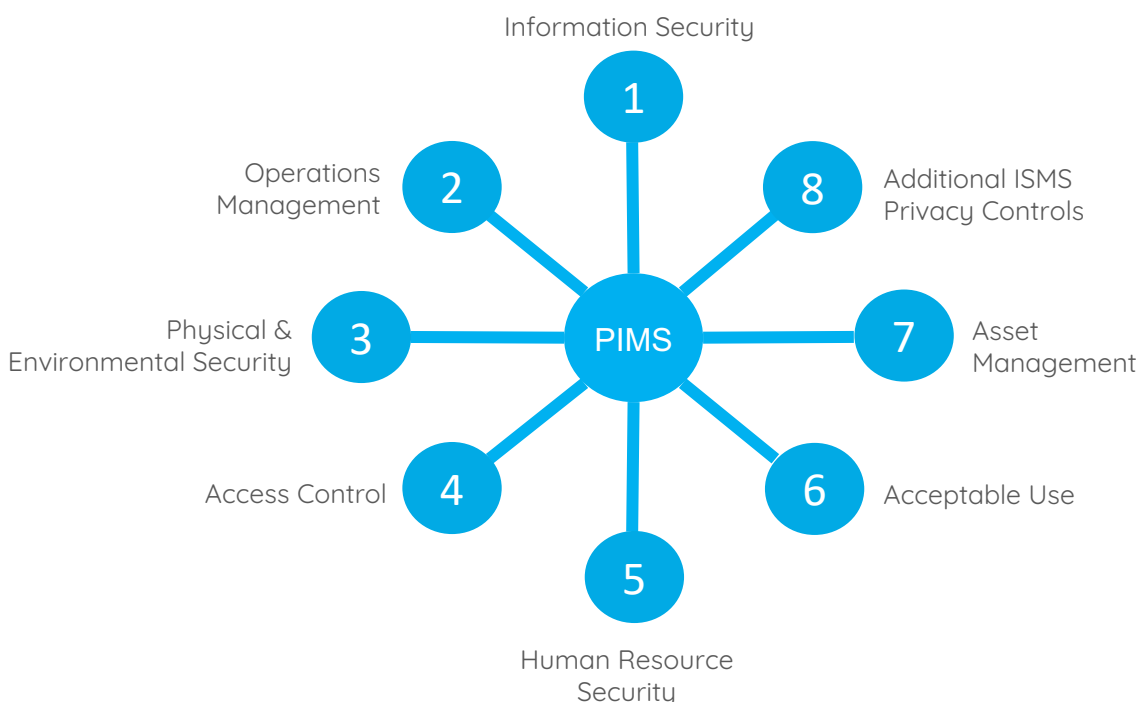 Information Security
1
Operations
Management
2
8
Additional ISMS
Privacy Controls
Physical &
Environmental Security
3
PIMS
7
Asset
Management
Access Control
4
6
Acceptable Use
5
Human Resource
Security